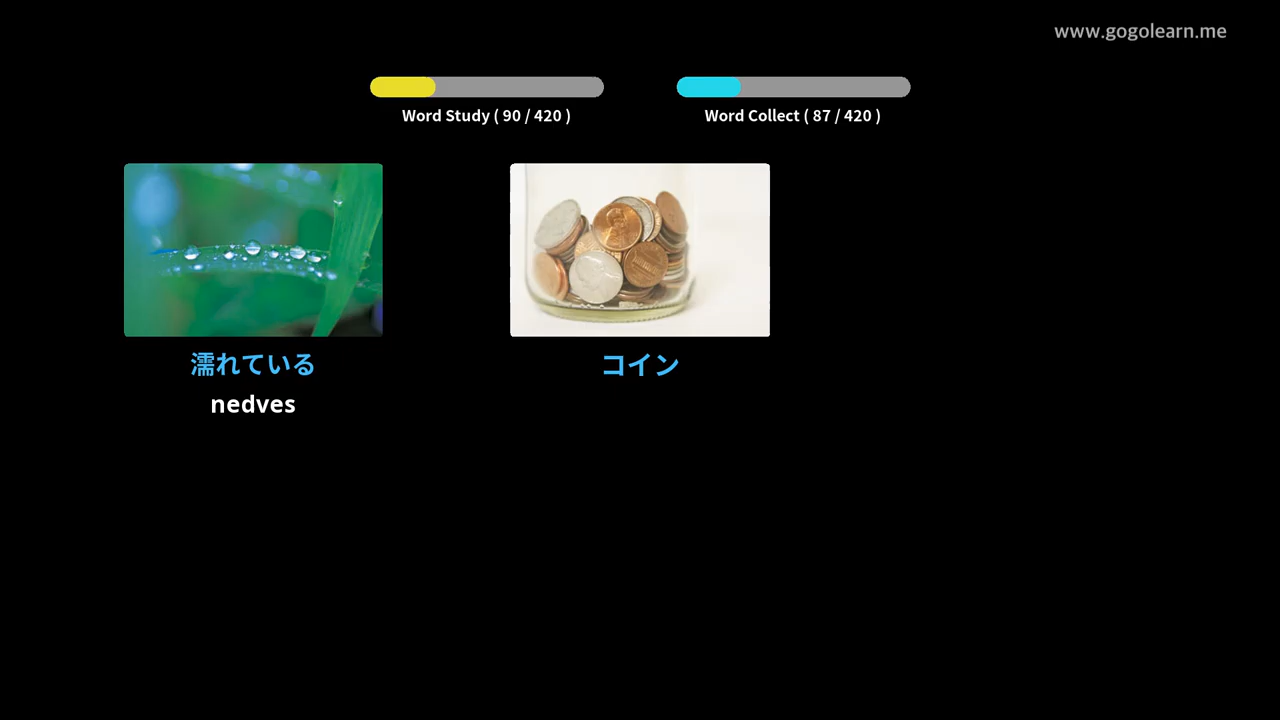 www.gogolearn.me
Word Study ( 90 / 420 )
Word Collect ( 87 / 420 )
濡れている
nedves
コイン